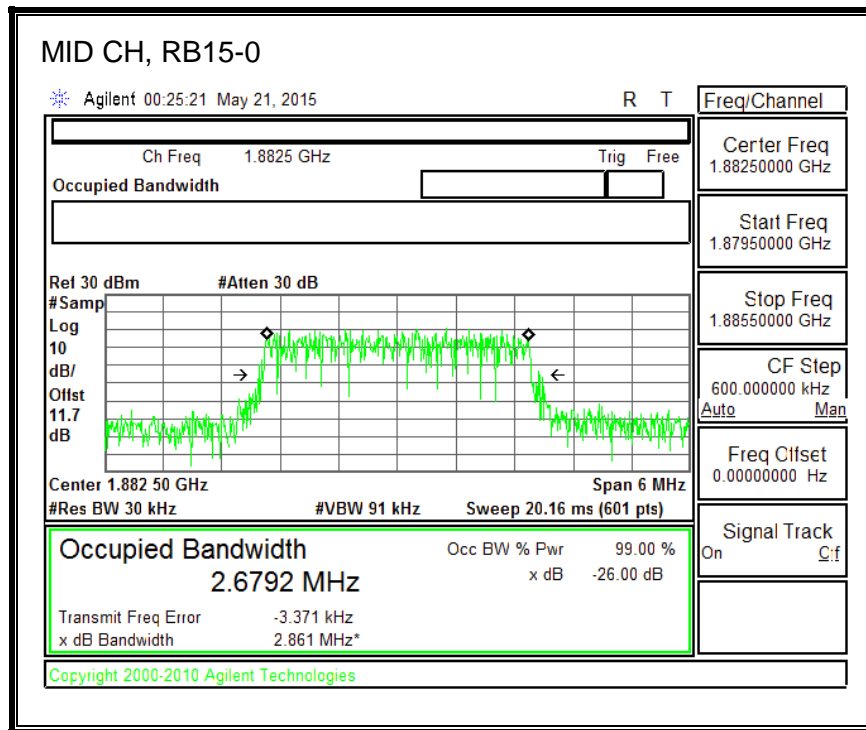 MID CH, RB15-0
Agilent 00:25:21 May 21, 2015 R T
Freq/Channel
Ch Freq 1.8825 GHz Trig Free
Occupied Bandwidth
Center Freq
1.88250000 GHz
Start Freq
1.87950000 GHz
Stop Freq
1.88550000 GHz
CF Step
600.000000 kHz
Auto Man
Freq Offset
0.00000000 Hz
Signal Track
On Off
Ref 30 dBm #Atten 30 dB
#Samp
Log
10
dB/
Offst
11.7
dB
Center 1.882 50 GHz Span 6 MHz
#Res BW 30 kHz #VBW 91 kHz Sweep 20.16 ms (601 pts)
Occupied Bandwidth
2.6792 MHz
Occ BW % Pwr 99.00 %
x dB -26.00 dB
Transmit Freq Error -3.371 kHz
x dB Bandwidth 2.861 MHz*
Copyright 2000-2010 Agilent Technologies